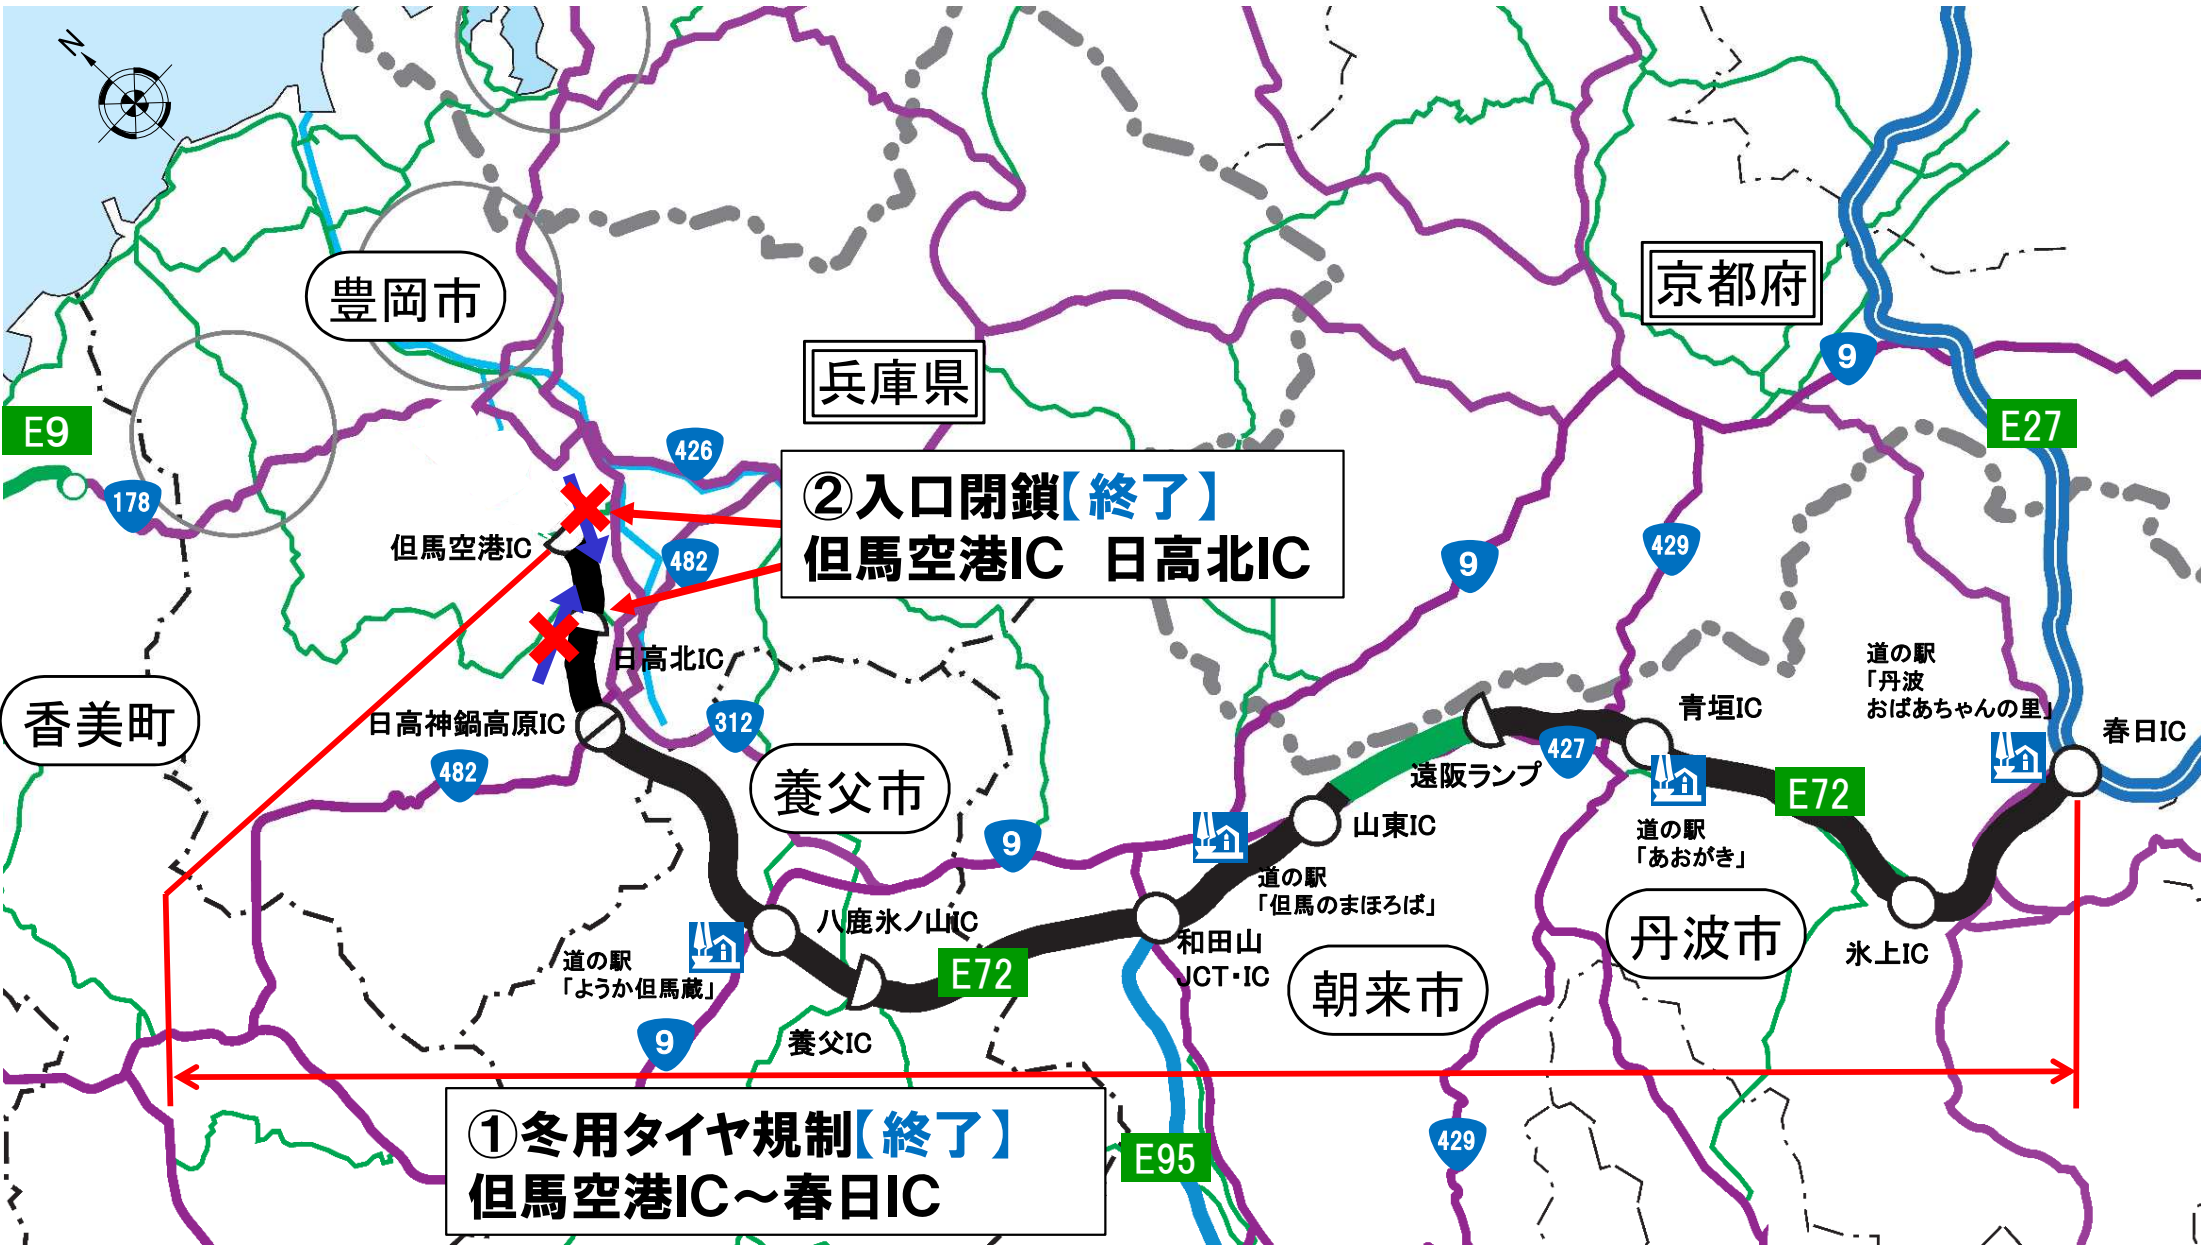 N
豊岡市
京都府
兵庫県
9
E9
E27
178
426
②入口閉鎖【終了】
但馬空港IC　日高北IC
但馬空港IC
482
9
429
日高北IC
道の駅
「丹波
おばあちゃんの里」
香美町
日高神鍋高原IC
312
青垣IC
春日IC
427
482
養父市
遠阪ランプ
E72
9
山東IC
道の駅
「あおがき」
道の駅
「但馬のまほろば」
八鹿氷ノ山IC
丹波市
氷上IC
和田山
JCT・IC
道の駅
「ようか但馬蔵」
E72
朝来市
9
養父IC
①冬用タイヤ規制【終了】
但馬空港IC～春日IC
E95
429